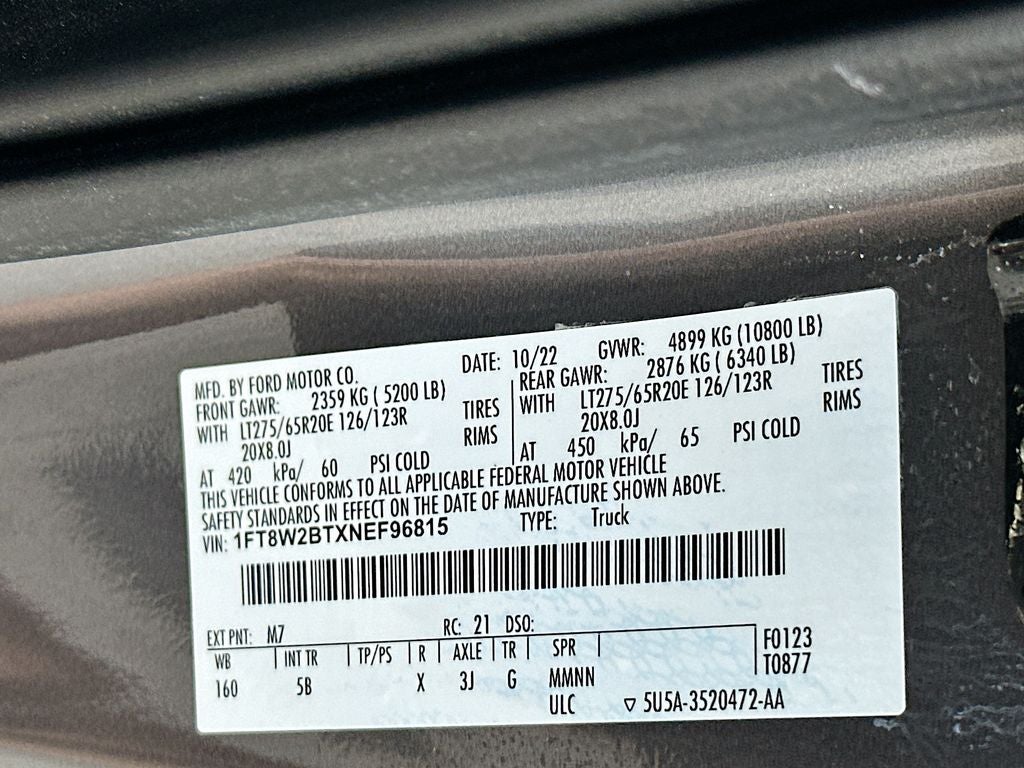 MFD. BY FORD MOTOR CO. DATE: 10/22 GVWR: 4899 KG (10800 LB)
FRONT GAWR: 2359 KG ( 5200 LB) REAR GAWR: 2876 KG ( 6340 LB)
WITH LT275/65R20E 126/123R TIRES WITH LT275/65R20E 126/123R TIRES
20X8.0J RIMS 20X8.0J RIMS
AT 420 kPa/ 60 PSI COLD AT 450 kPa/ 65 PSI COLD
THIS VEHICLE CONFORMS TO ALL APPLICABLE FEDERAL MOTOR VEHICLE
SAFETY STANDARDS IN EFFECT ON THE DATE OF MANUFACTURE SHOWN ABOVE.
VIN: 1FT8W2BTXNEF96815 TYPE: Truck
EXT PNT: M7 RC: 21 DSO:
WB INT TR TP/PS R AXLE TR SPR F0123
160 5B X 3J G MMNN T0877
ULC ▽ 5U5A-3520472-AA